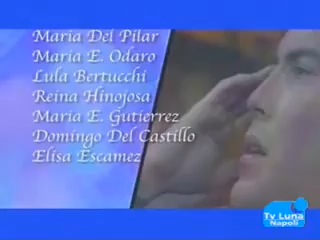 Maria Del Pilar
Maria E. Odaro
Lula Bertucchi
Reina Hinojosa
Maria E. Gutierrez
Domingo Del Castillo
Elisa Escamez
Tv Luna
Napoli